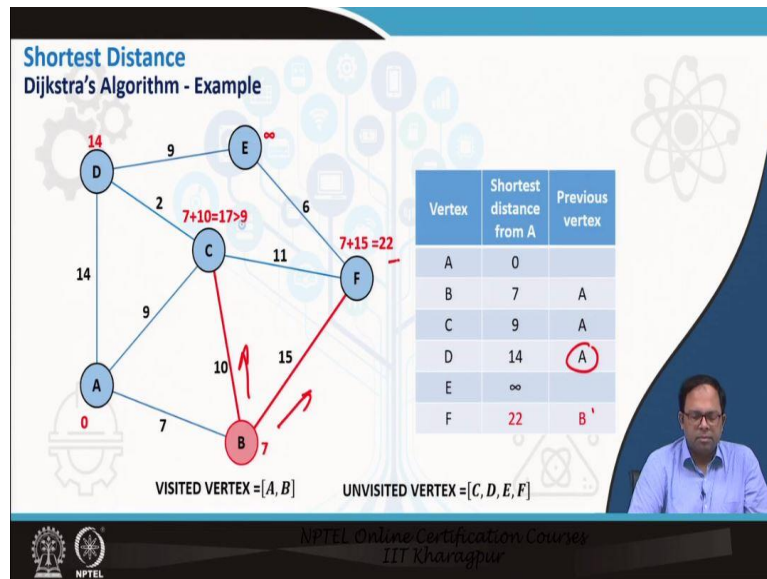 Shortest Distance
Dijkstra's Algorithm - Example
14
D
9
E
∞
2
7+10=17>9
C
6
7+15 =22
11
F
14
9
10
15
A
0
7
B
7
Vertex
Shortest distance from A
Previous vertex
A 0
B 7 A
C 9 A
D 14 A
E ∞
F 22 B
VISITED VERTEX =[A, B]
UNVISITED VERTEX =[C, D, E, F]
NPTEL Online Certification Courses
IIT Kharagpur
NPTEL